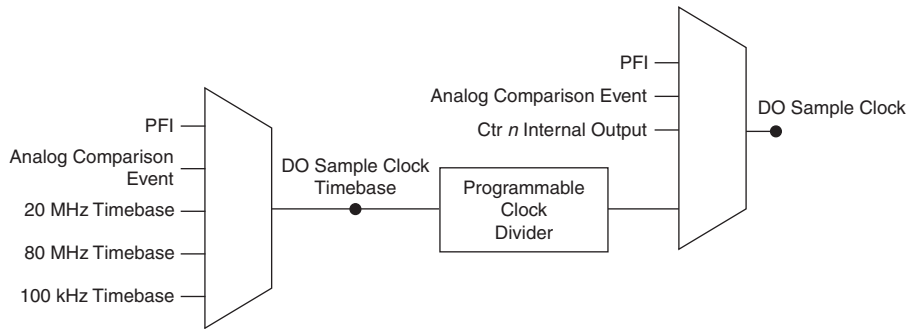 PFI
Analog Comparison
Event
20 MHz Timebase
80 MHz Timebase
100 kHz Timebase
DO Sample Clock
Timebase
Programmable
Clock
Divider
PFI
Analog Comparison Event
Ctr n Internal Output
DO Sample Clock